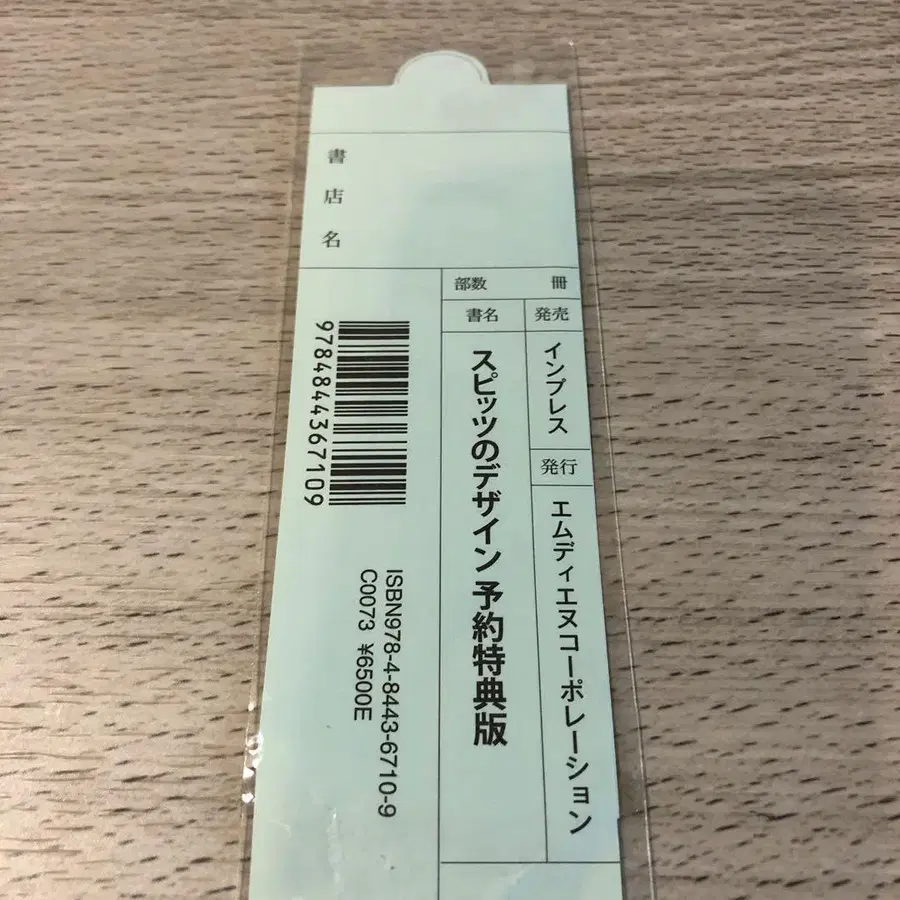 書店名
部数 冊
書名
スピッツのデザイン 予約特典版
発売
インプレス
発行
エムディエヌコーポレーション
9784844367109
ISBN978-4-8443-6710-9
C0073 ¥6500E